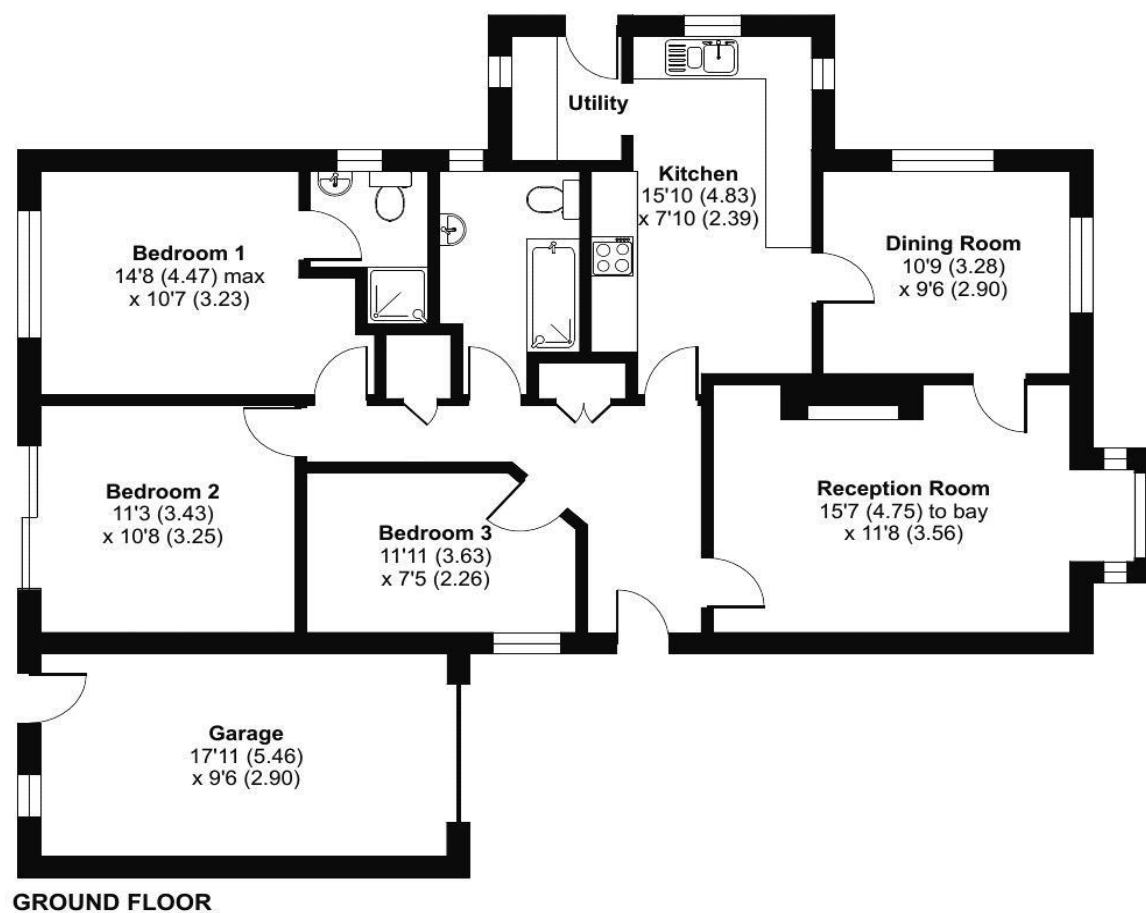 Utility
Kitchen
15'10 (4.83)
x 7'10 (2.39)
Bedroom 1
14'8 (4.47) max
x 10'7 (3.23)
Dining Room
10'9 (3.28)
x 9'6 (2.90)
Bedroom 2
11'3 (3.43)
x 10'8 (3.25)
Bedroom 3
11'11 (3.63)
x 7'5 (2.26)
Reception Room
15'7 (4.75) to bay
x 11'8 (3.56)
Garage
17'11 (5.46)
x 9'6 (2.90)
GROUND FLOOR